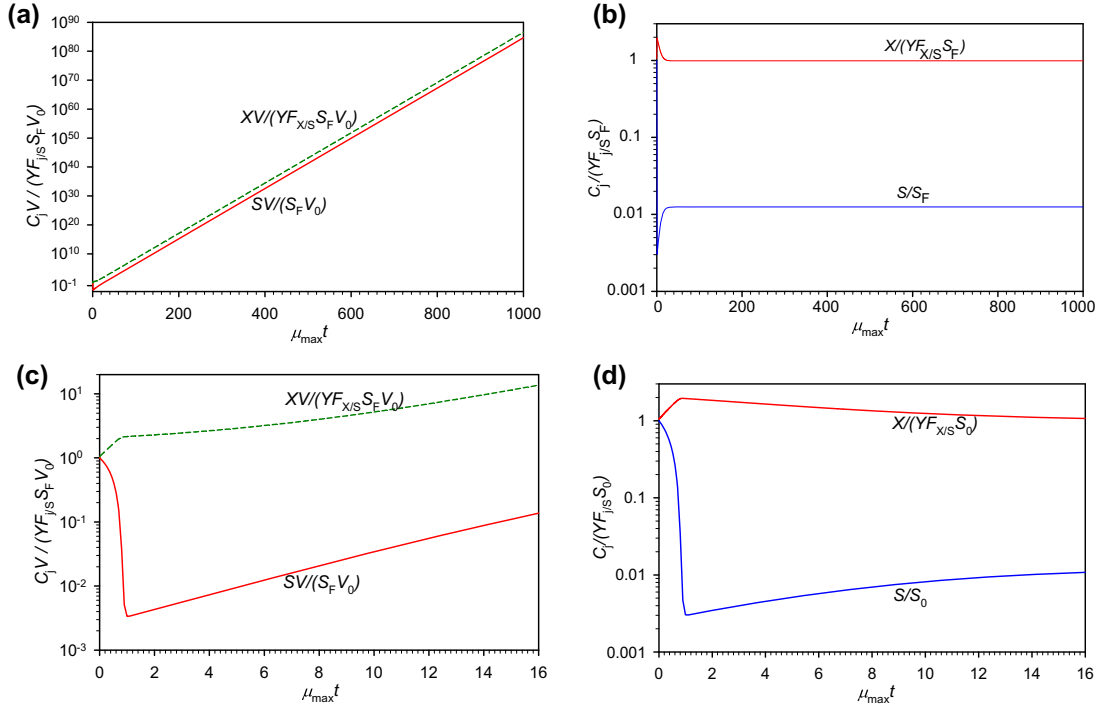 (a)
10^90
10^80
10^70
10^60
10^50
10^40
10^30
10^20
10^10
10^-1
C_jV / (YF_j/S S_F V_0)
XV/(YF_X/S S_F V_0)
SV/(S_F V_0)
0 200 400 600 800 1000
μ_max t
(b)
1
0.1
0.01
0.001
C_j/(YF_j/S S_F)
X/(YF_X/S S_F)
S/S_F
0 200 400 600 800 1000
μ_max t
(c)
10^1
10^0
10^-1
10^-2
10^-3
C_jV / (YF_j/S S_F V_0)
XV/(YF_X/S S_F V_0)
SV/(S_F V_0)
0 2 4 6 8 10 12 14 16
μ_max t
(d)
1
0.1
0.01
0.001
C_j/(YF_j/S S_0)
X/(YF_X/S S_0)
S/S_0
0 2 4 6 8 10 12 14 16
μ_max t